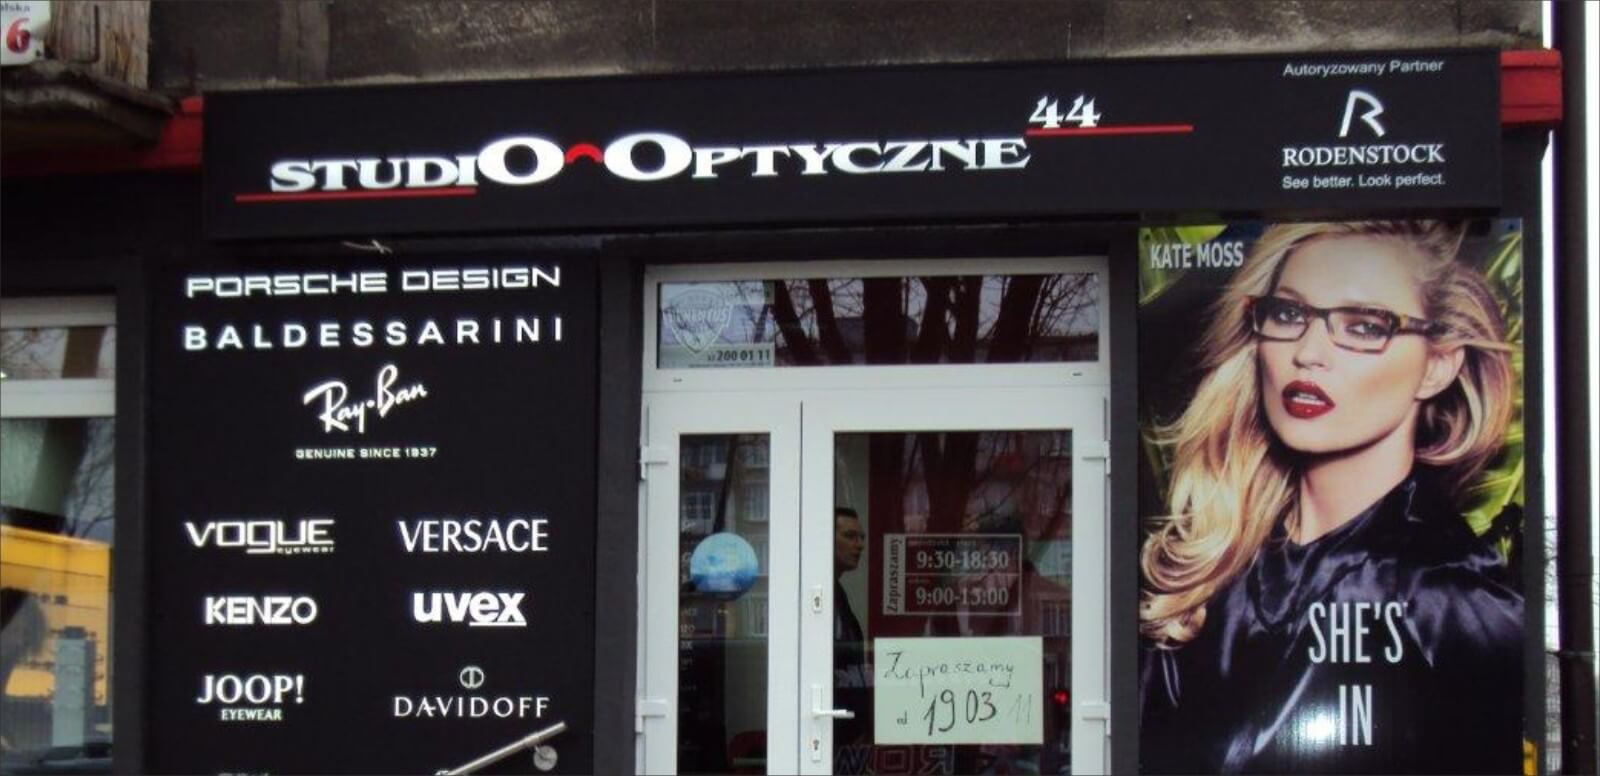 6
STUDIO OPTYCZNE 44
Autoryzowany Partner
R
RODENSTOCK
See better. Look perfect.
PORSCHE DESIGN
BALDESSARINI
Ray-Ban
GENUINE SINCE 1937
VOGUE
eyewear
VERSACE
KENZO
uvex
JOOP!
EYEWEAR
DAVIDOFF
200 01 11
Zapraszamy
9:30-18:30
9:00-13:00
Zapraszamy
od 19 03 11
KATE MOSS
SHE'S
IN